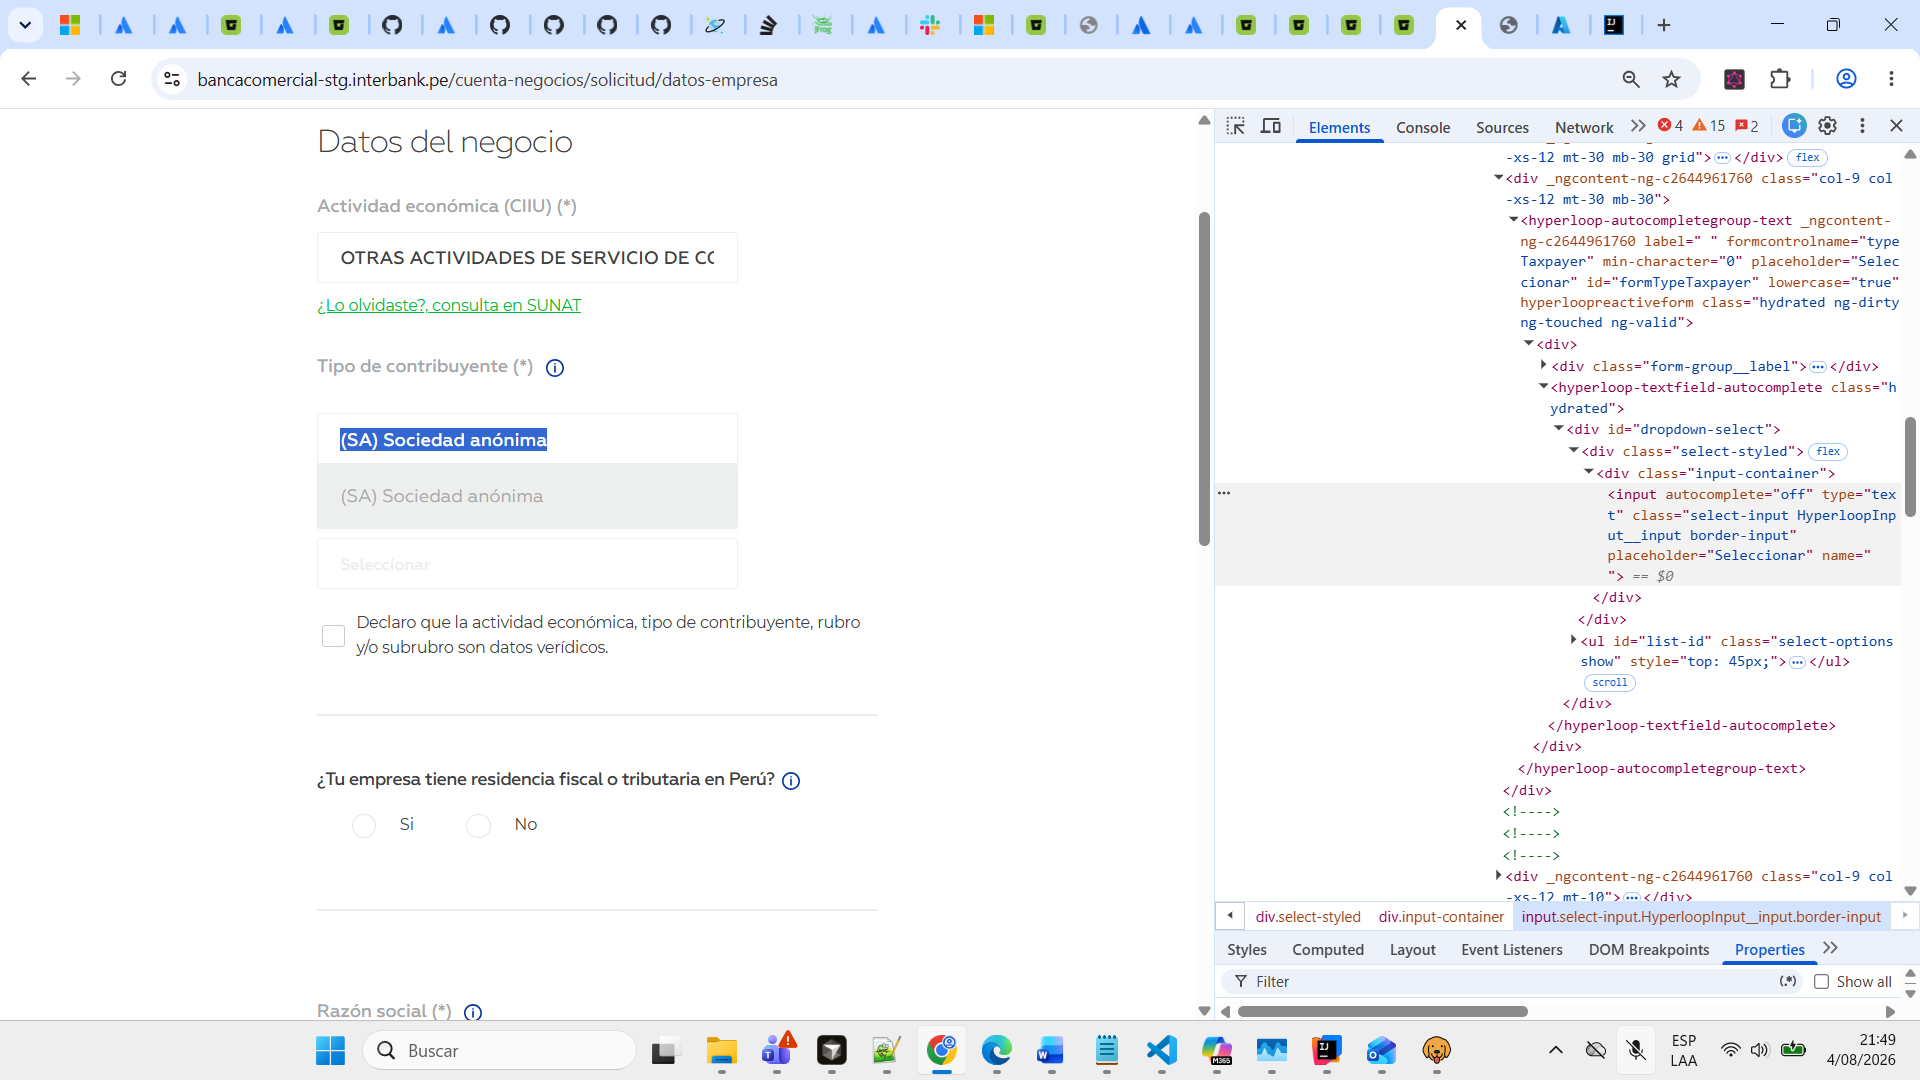 bancacomercial-stg.interbank.pe/cuenta-negocios/solicitud/datos-empresa
Datos del negocio
Actividad económica (CIIU) (*)
OTRAS ACTIVIDADES DE SERVICIO DE CO
¿Lo olvidaste?, consulta en SUNAT
Tipo de contribuyente (*)
(SA) Sociedad anónima
(SA) Sociedad anónima
Seleccionar
Declaro que la actividad económica, tipo de contribuyente, rubro
y/o subrubro son datos verídicos.
¿Tu empresa tiene residencia fiscal o tributaria en Perú?
Si No
Razón social (*)
Elements Console Sources Network 4 15 2
-xs-12 mt-30 mb-30 grid">…</div> flex
<div _ngcontent-ng-c2644961760 class="col-9 col
-xs-12 mt-30 mb-30">
<hyperloop-autocompletegroup-text _ngcontent-
ng-c2644961760 label=" " formcontrolname="type
Taxpayer" min-character="0" placeholder="Selec
cionar" id="formTypeTaxpayer" lowercase="true"
hyperloopreactiveform class="hydrated ng-dirty
ng-touched ng-valid">
<div>
<div class="form-group__label">…</div>
<hyperloop-textfield-autocomplete class="h
ydrated">
<div id="dropdown-select">
<div class="select-styled"> flex
<div class="input-container">
<input autocomplete="off" type="tex
t" class="select-input HyperloopInp
ut__input border-input"
placeholder="Seleccionar" name="
"> == $0
</div>
</div>
<ul id="list-id" class="select-options
show" style="top: 45px;">…</ul>
scroll
</div>
</hyperloop-textfield-autocomplete>
</div>
</hyperloop-autocompletegroup-text>
</div>
<!---->
<!---->
<!---->
<div _ngcontent-ng-c2644961760 class="col-9 col
-xs-12 mt-10">…</div>
div.select-styled div.input-container input.select-input.HyperloopInput__input.border-input
Styles Computed Layout Event Listeners DOM Breakpoints Properties
Filter (.*) Show all
Buscar
ESP
LAA
21:49
4/08/2026